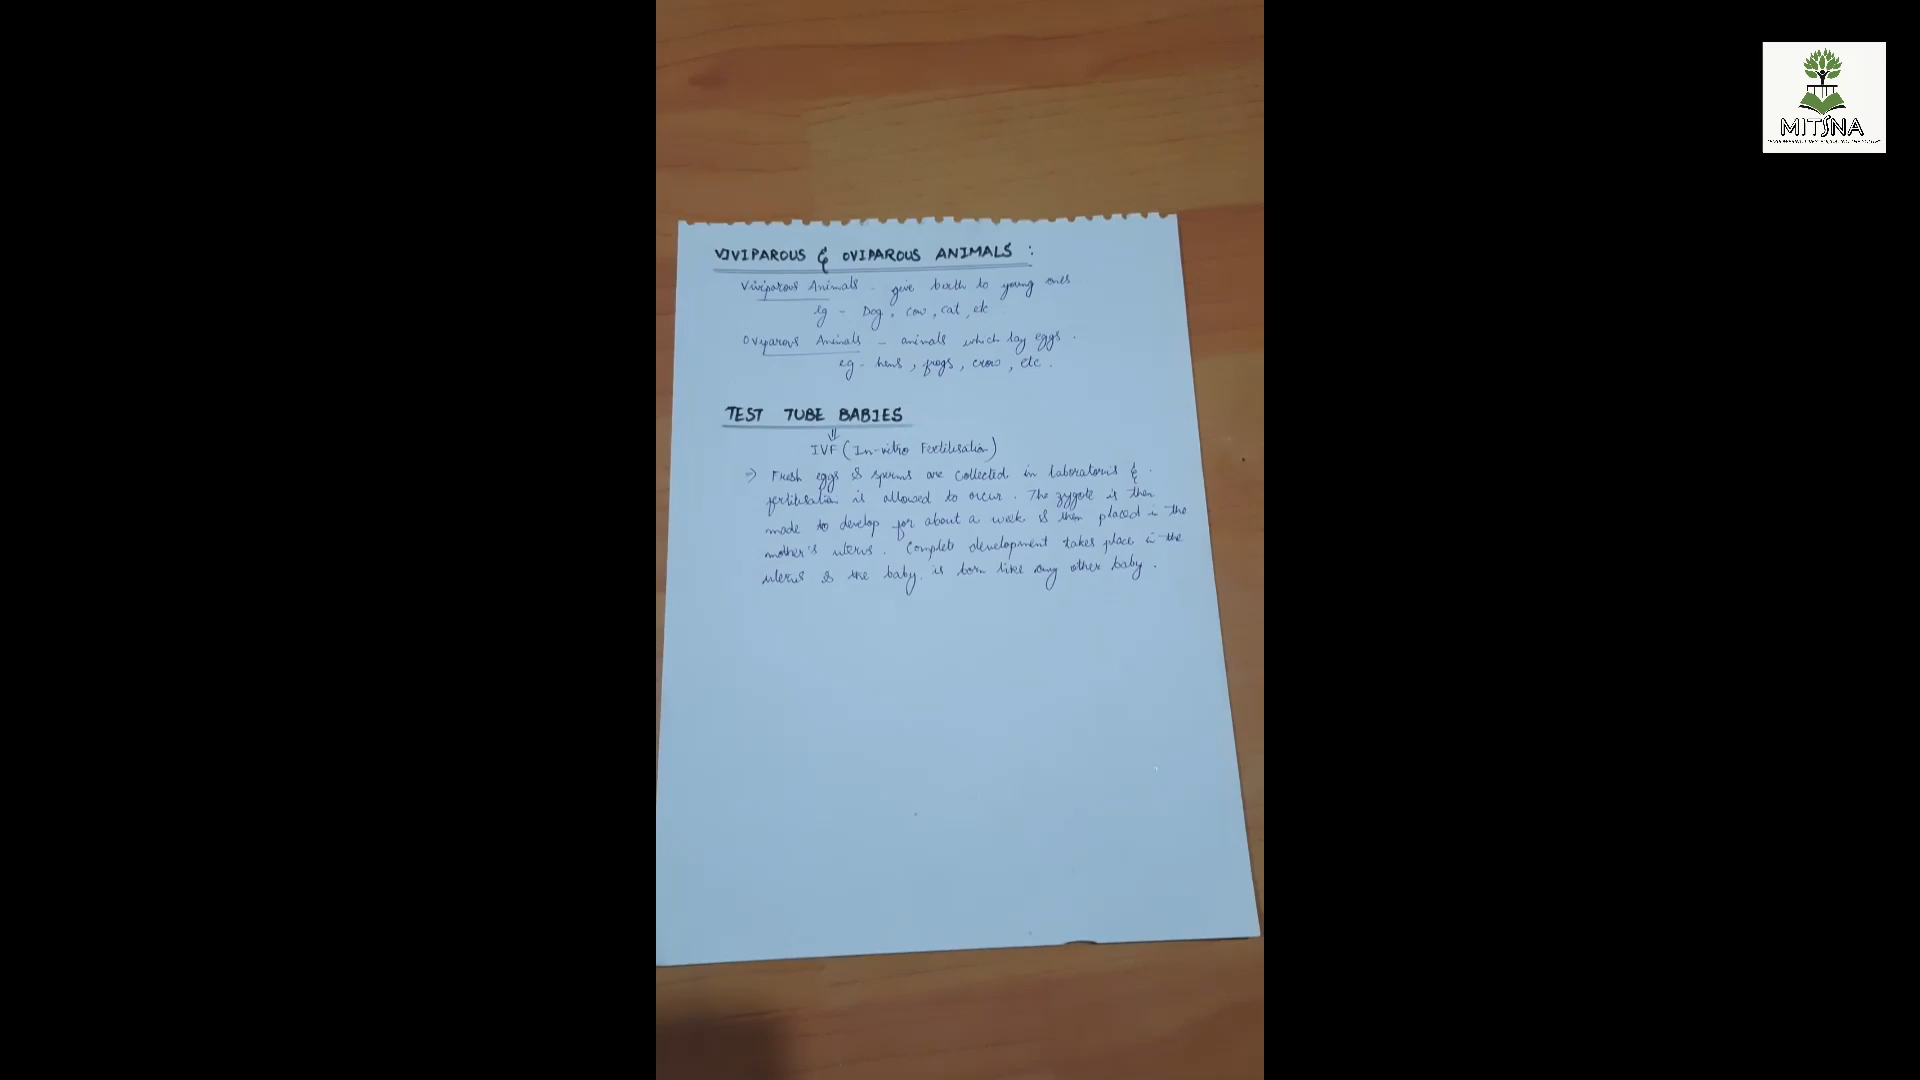 VIVIPAROUS & OVIPAROUS ANIMALS :
Viviparous Animals - give birth to young ones
eg - Dog, cow, cat, etc
Oviparous Animals - animals which lay eggs.
eg - hens, frogs, crow, etc.
TEST TUBE BABIES
IVF (In-vitro Fertilisation)
→ Fresh eggs & sperms are collected in laboratories &
fertilisation is allowed to occur. The zygote is then
made to develop for about a week & then placed in the
mother's uterus. Complete development takes place in the
uterus & the baby is born like any other baby.
MITSNA